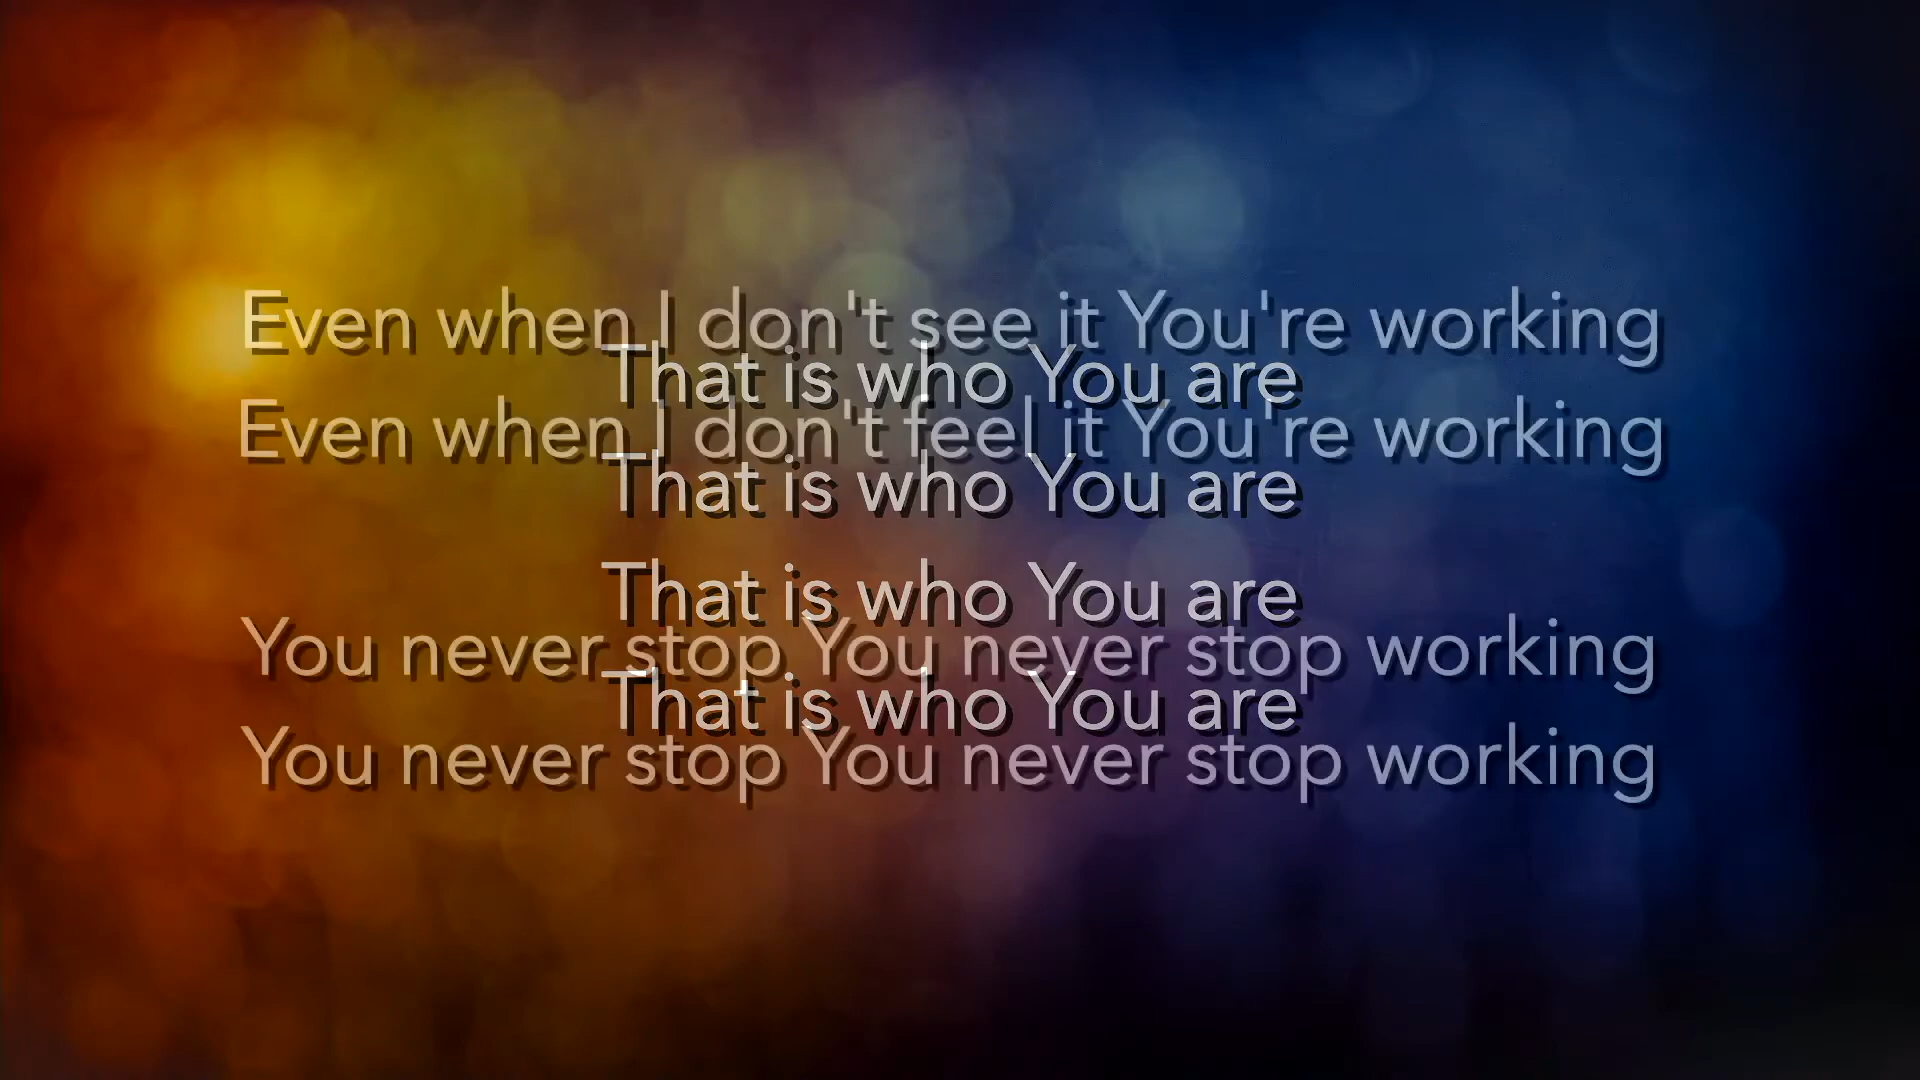 Even when I don't see it You're working
That is who You are
Even when I don't feel it You're working
That is who You are
That is who You are
You never stop You never stop working
That is who You are
You never stop You never stop working